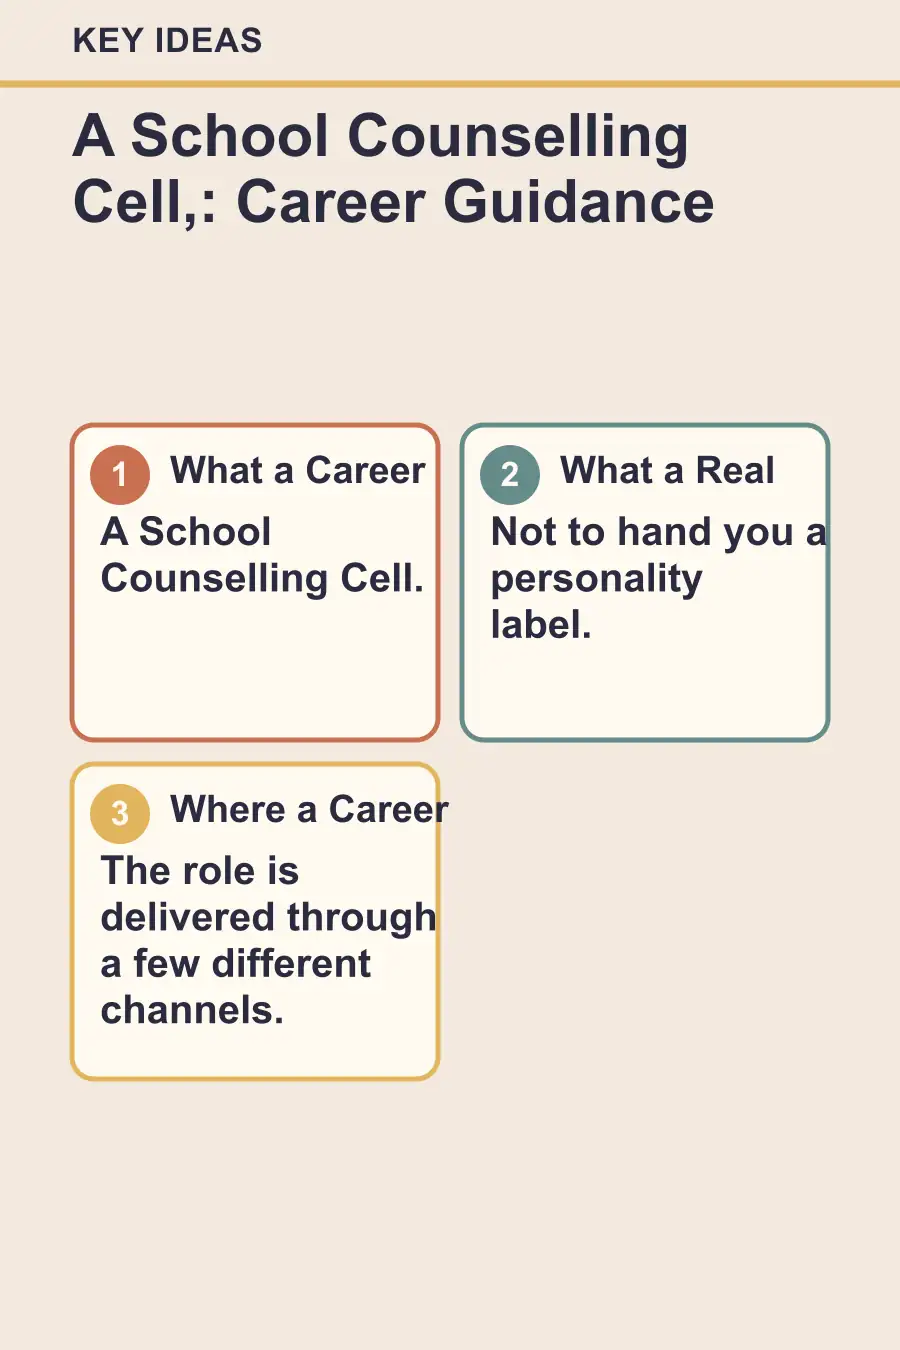 KEY IDEAS
A School Counselling
Cell,: Career Guidance
1 What a Career
A School
Counselling Cell.
2 What a Real
Not to hand you a
personality
label.
3 Where a Career
The role is
delivered through
a few different
channels.